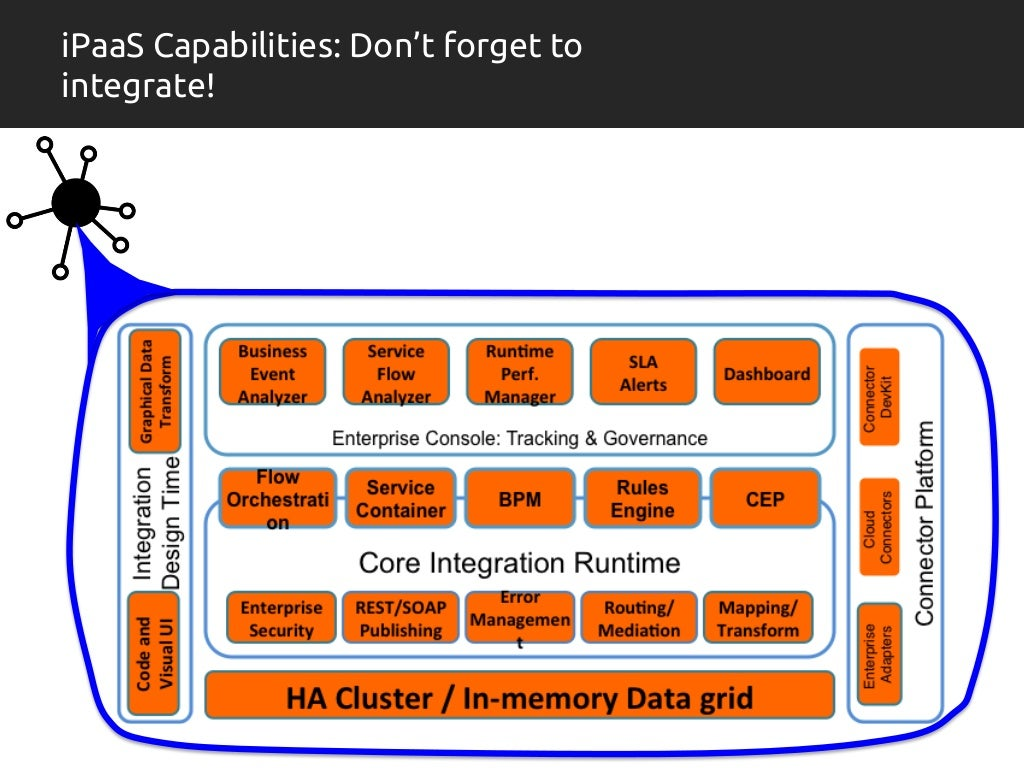 iPaaS Capabilities: Don’t forget to
integrate!
Graphical Data
Transform
Integration
Design Time
Code and
Visual UI
Business
Event
Analyzer
Service
Flow
Analyzer
Runtime
Perf.
Manager
SLA
Alerts
Dashboard
Enterprise Console: Tracking & Governance
Flow
Orchestrati
on
Service
Container
BPM
Rules
Engine
CEP
Core Integration Runtime
Enterprise
Security
REST/SOAP
Publishing
Error
Managemen
t
Routing/
Mediation
Mapping/
Transform
HA Cluster / In-memory Data grid
Connector
DevKit
Cloud
Connectors
Enterprise
Adapters
Connector Platform